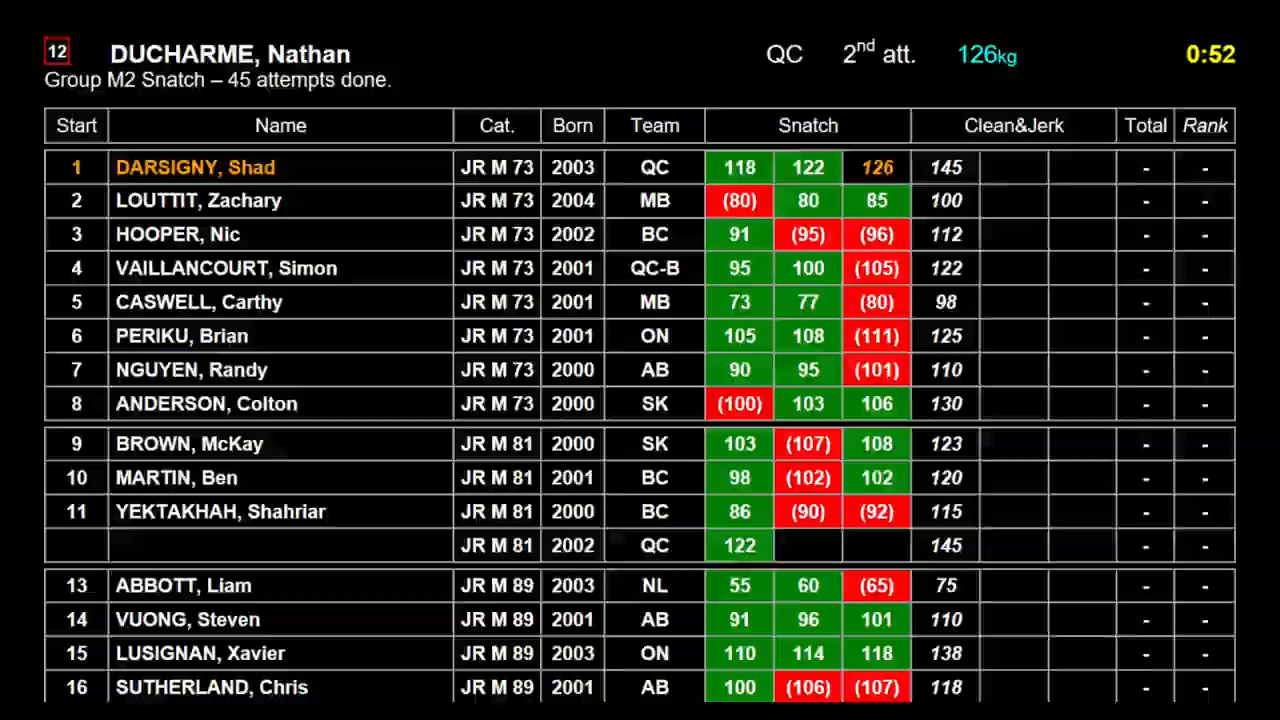 12 DUCHARME, Nathan QC 2nd att. 126kg 0:52
Group M2 Snatch – 45 attempts done.
Start Name Cat. Born Team Snatch Clean&Jerk Total Rank
1 DARSIGNY, Shad JR M 73 2003 QC 118 122 126 145 - -
2 LOUTTIT, Zachary JR M 73 2004 MB (80) 80 85 100 - -
3 HOOPER, Nic JR M 73 2002 BC 91 (95) (96) 112 - -
4 VAILLANCOURT, Simon JR M 73 2001 QC-B 95 100 (105) 122 - -
5 CASWELL, Carthy JR M 73 2001 MB 73 77 (80) 98 - -
6 PERIKU, Brian JR M 73 2001 ON 105 108 (111) 125 - -
7 NGUYEN, Randy JR M 73 2000 AB 90 95 (101) 110 - -
8 ANDERSON, Colton JR M 73 2000 SK (100) 103 106 130 - -
9 BROWN, McKay JR M 81 2000 SK 103 (107) 108 123 - -
10 MARTIN, Ben JR M 81 2001 BC 98 (102) 102 120 - -
11 YEKTAKHAH, Shahriar JR M 81 2000 BC 86 (90) (92) 115 - -
JR M 81 2002 QC 122 145 - -
13 ABBOTT, Liam JR M 89 2003 NL 55 60 (65) 75 - -
14 VUONG, Steven JR M 89 2001 AB 91 96 101 110 - -
15 LUSIGNAN, Xavier JR M 89 2003 ON 110 114 118 138 - -
16 SUTHERLAND, Chris JR M 89 2001 AB 100 (106) (107) 118 - -